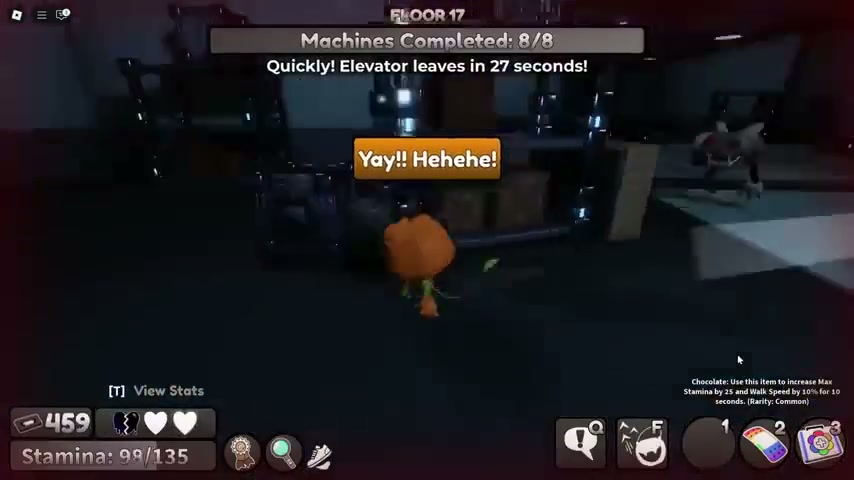 FLOOR 17
Machines Completed: 8/8
Quickly! Elevator leaves in 27 seconds!
Yay!! Hehehe!
Chocolate: Use this item to increase Max
Stamina by 25 and Walk Speed by 10% for 10
seconds. (Rarity: Common)
[T] View Stats
459
Stamina: 98/135
Q
F
1
2
3